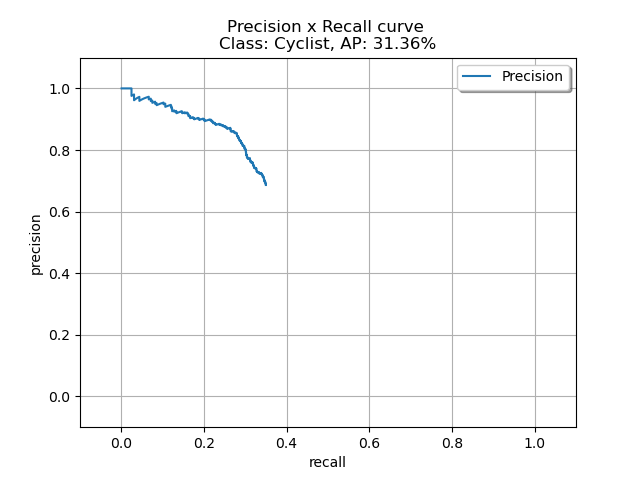 Precision x Recall curve
Class: Cyclist, AP: 31.36%
Precision
1.0
0.8
0.6
0.4
0.2
0.0
precision
0.0 0.2 0.4 0.6 0.8 1.0
recall